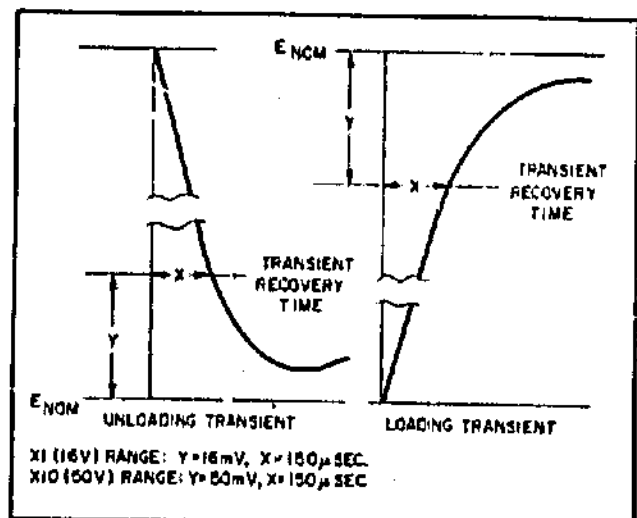 E NOM
Y
X
TRANSIENT
RECOVERY
TIME
E NOM
UNLOADING TRANSIENT
E NOM
Y
X
TRANSIENT
RECOVERY
TIME
LOADING TRANSIENT
X1 (16V) RANGE: Y=16mV, X=150µSEC.
X10 (50V) RANGE: Y=50mV, X=150µSEC